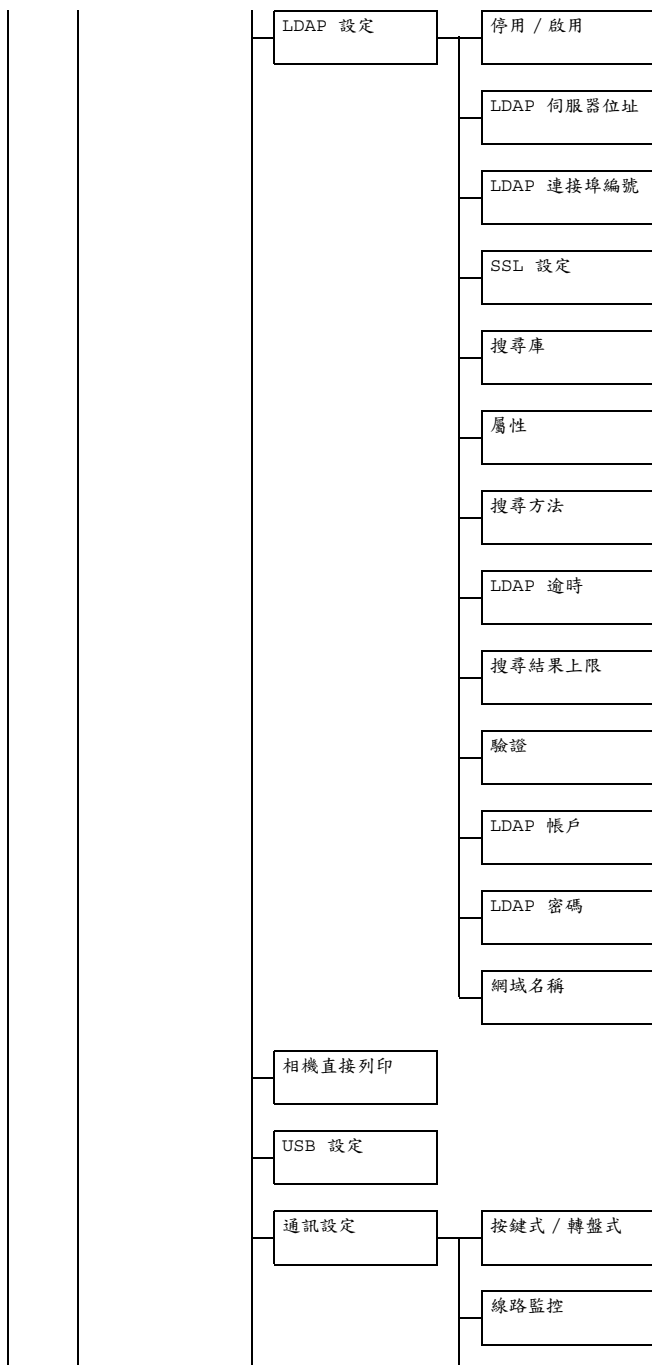 LDAP 設定
停用 / 啟用
LDAP 伺服器位址
LDAP 連接埠編號
SSL 設定
搜尋庫
屬性
搜尋方法
LDAP 逾時
搜尋結果上限
驗證
LDAP 帳戶
LDAP 密碼
網域名稱
相機直接列印
USB 設定
通訊設定
按鍵式 / 轉盤式
線路監控